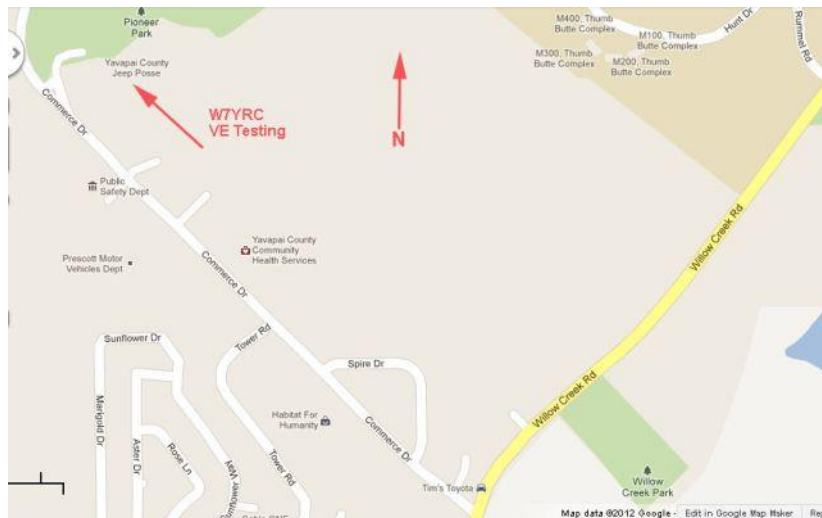 Pioneer
Park
Yavapai County
Jeep Posse
Commerce Dr
W7YRC
VE Testing
N
M400, Thumb
Butte Complex
M100, Thumb
Butte Complex
M300, Thumb
Butte Complex
M200, Thumb
Butte Complex
Hunt Dr
Rummel Rd
Public
Safety Dept
Prescott Motor
Vehicles Dept
Yavapai County
Community
Health Services
Commerce Dr
Willow Creek Rd
Sunflower Dr
Tower Rd
Spire Dr
Marigold Dr
Aster Dr
Rose Ln
Sunflower Way
Habitat For
Humanity
Tower Rd
Commerce Dr
Willow Creek Rd
Tim's Toyota
Willow
Creek Park
Map data ©2012 Google -
Edit in Google Map Maker